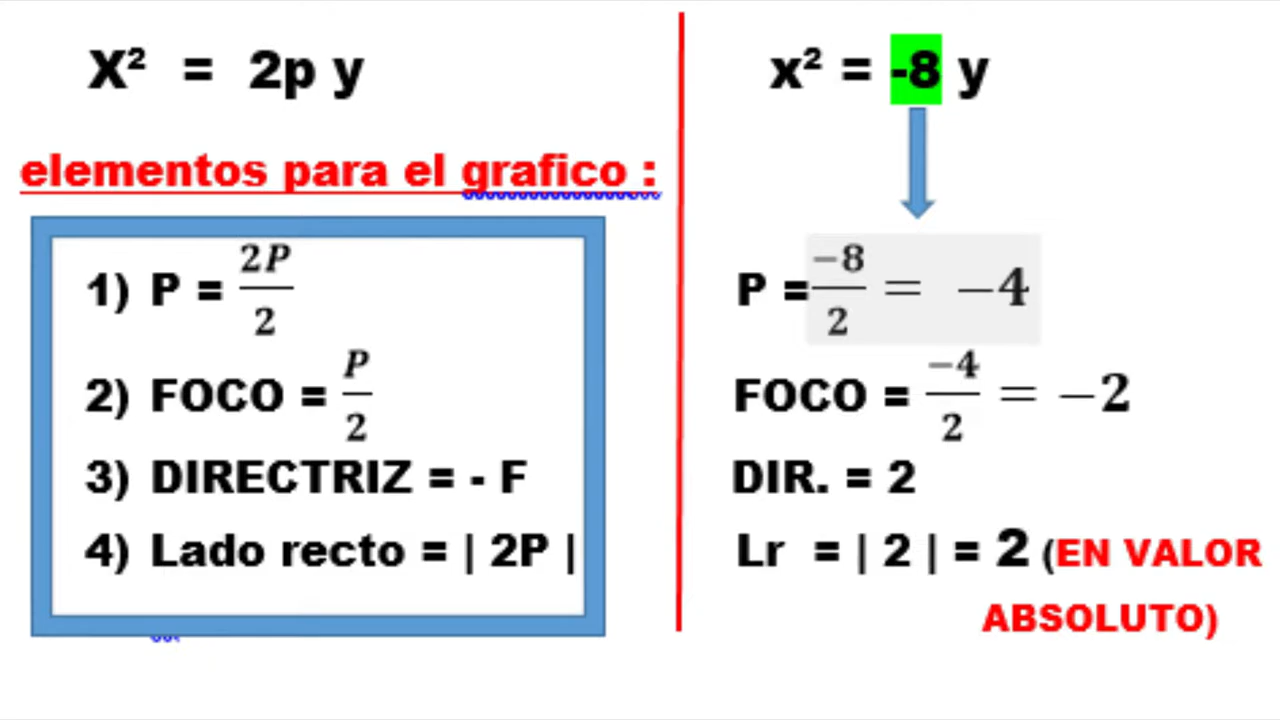 X² = 2p y
elementos para el grafico :
1) P = 2P/2
2) FOCO = P/2
3) DIRECTRIZ = - F
4) Lado recto = | 2P |
x² = -8 y
P = -8/2 = -4
FOCO = -4/2 = -2
DIR. = 2
Lr = | 2 | = 2 (EN VALOR
ABSOLUTO)